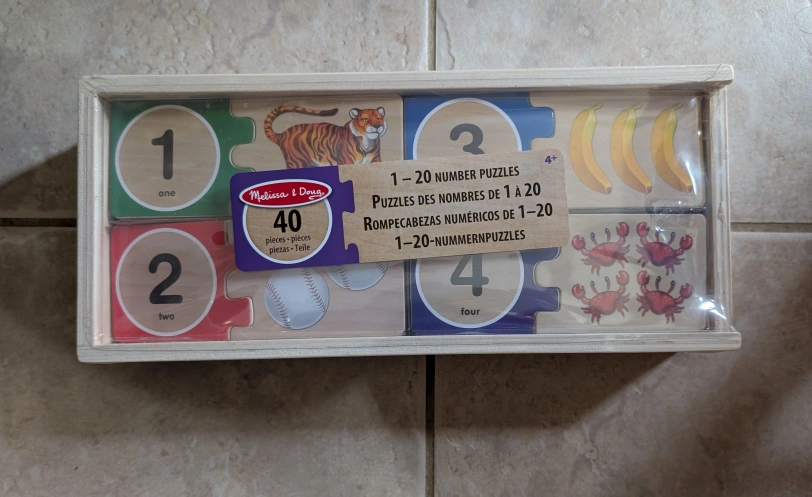 1
one
3
4+
1 – 20 NUMBER PUZZLES
PUZZLES DES NOMBRES DE 1 À 20
ROMPECABEZAS NUMÉRICOS DE 1–20
1–20-NUMMERNPUZZLES
Melissa & Doug
40
pieces • pièces
piezas • Teile
2
two
4
four